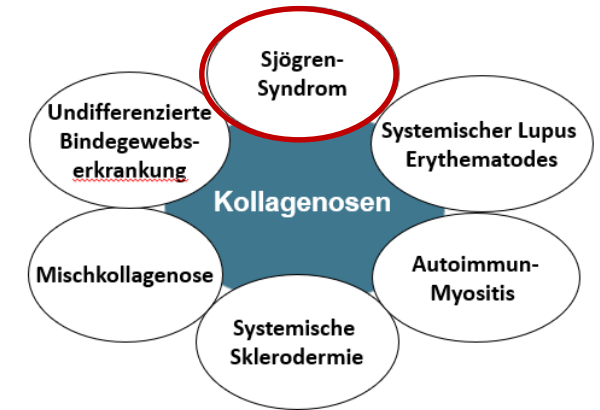 Sjögren-
Syndrom
Undifferenzierte
Bindegewebs-
erkrankung
Systemischer Lupus
Erythematodes
Kollagenosen
Mischkollagenose
Autoimmun-
Myositis
Systemische
Sklerodermie